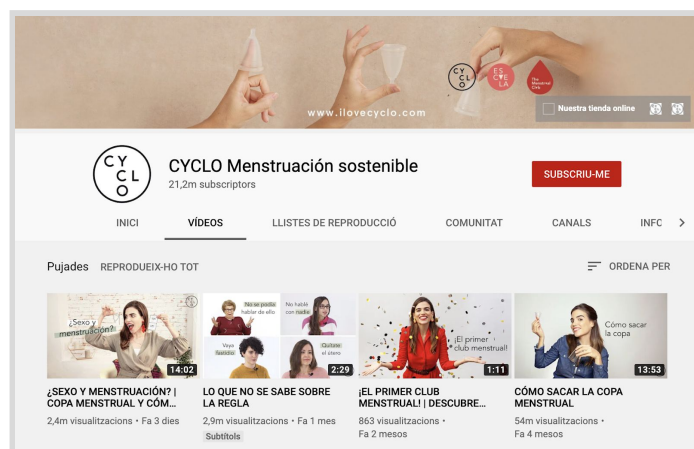 CY
CL
O
ES
CUE
LA
The
Menstrual
Club
www.ilovecyclo.com
Nuestra tienda online
CY
CL
O
CYCLO Menstruación sostenible
21,2m subscriptors
SUBSCRIU-ME
INICI
VÍDEOS
LLISTES DE REPRODUCCIÓ
COMUNITAT
CANALS
INFC
Pujades
REPRODUEIX-HO TOT
ORDENA PER
¿Sexo y
menstruación?
14:02
¿SEXO Y MENSTRUACIÓN? |
COPA MENSTRUAL Y CÓM...
2,4m visualitzacions • Fa 3 dies
No se podía
hablar de ello
No hablé
con nadie
Vaya
fastidio
Quítame
el útero
2:29
LO QUE NO SE SABE SOBRE
LA REGLA
2,9m visualitzacions • Fa 1 mes
Subtítols
¡El primer
club menstrual!
1:11
¡EL PRIMER CLUB
MENSTRUAL! | DESCUBRE...
863 visualitzacions •
Fa 2 mesos
Cómo sacar
la copa
13:53
CÓMO SACAR LA COPA
MENSTRUAL
54m visualitzacions •
Fa 4 mesos